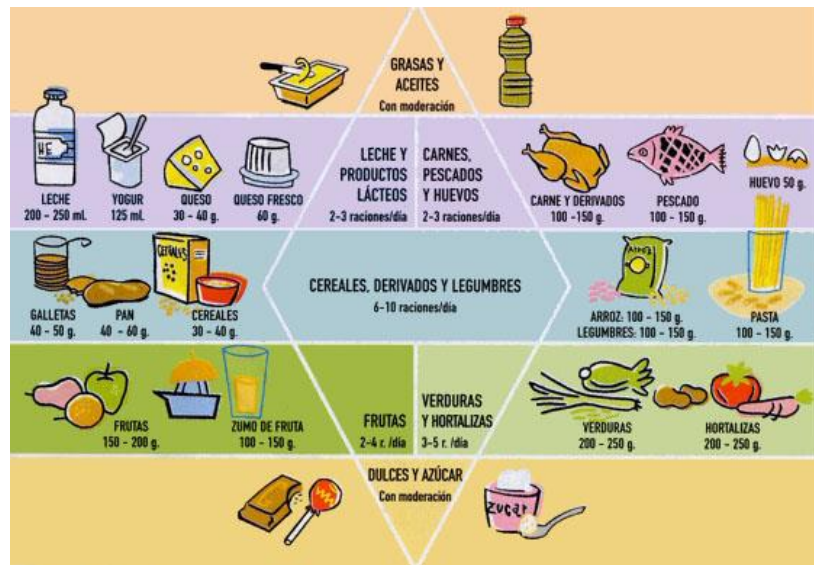 GRASAS Y
ACEITES
Con moderación
HE
LECHE
200 - 250 ml.
YOGUR
125 ml.
QUESO
30 - 40 g.
QUESO FRESCO
60 g.
LECHE Y
PRODUCTOS
LÁCTEOS
2-3 raciones/día
CARNES,
PESCADOS
Y HUEVOS
2-3 raciones/día
CARNE Y DERIVADOS
100 -150 g.
PESCADO
100 - 150 g.
HUEVO 50 g.
GALLETAS
40 - 50 g.
PAN
40 - 60 g.
CEREALES
30 - 40 g.
CEREALES, DERIVADOS Y LEGUMBRES
6-10 raciones/día
ARROZ
ARROZ: 100 - 150 g.
LEGUMBRES: 100 - 150 g.
PASTA
100 - 150 g.
FRUTAS
150 - 200 g.
ZUMO DE FRUTA
100 - 150 g.
FRUTAS
2-4 r. /día
VERDURAS
Y HORTALIZAS
3-5 r. /día
VERDURAS
200 - 250 g.
HORTALIZAS
200 - 250 g.
DULCES Y AZÚCAR
Con moderación
zucar